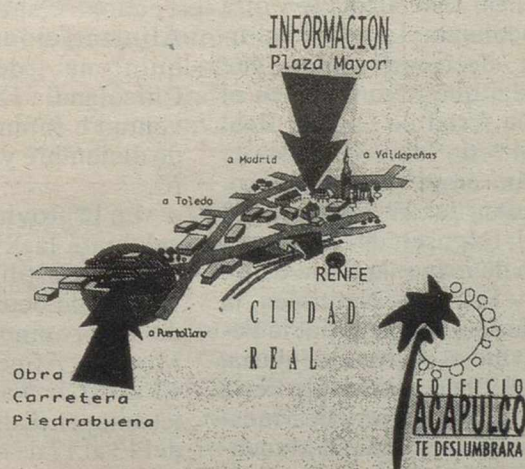 INFORMACION
Plaza Mayor
a Madrid
a Valdepeñas
a Toledo
RENFE
CIUDAD
REAL
a Puertollano
Obra
Carretera
Piedrabuena
EDIFICIO
ACAPULCO
TE DESLUMBRARA